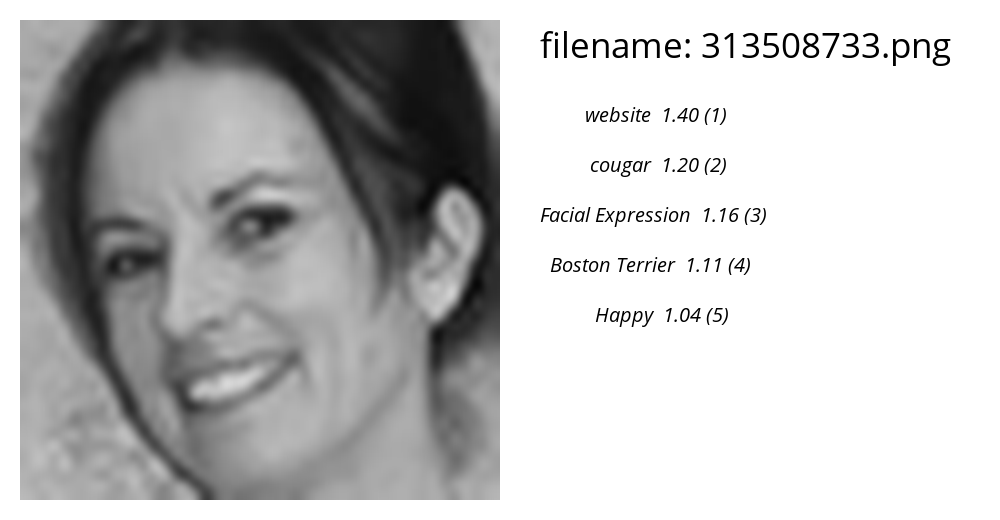 filename: 313508733.png
website 1.40 (1)
cougar 1.20 (2)
Facial Expression 1.16 (3)
Boston Terrier 1.11 (4)
Happy 1.04 (5)